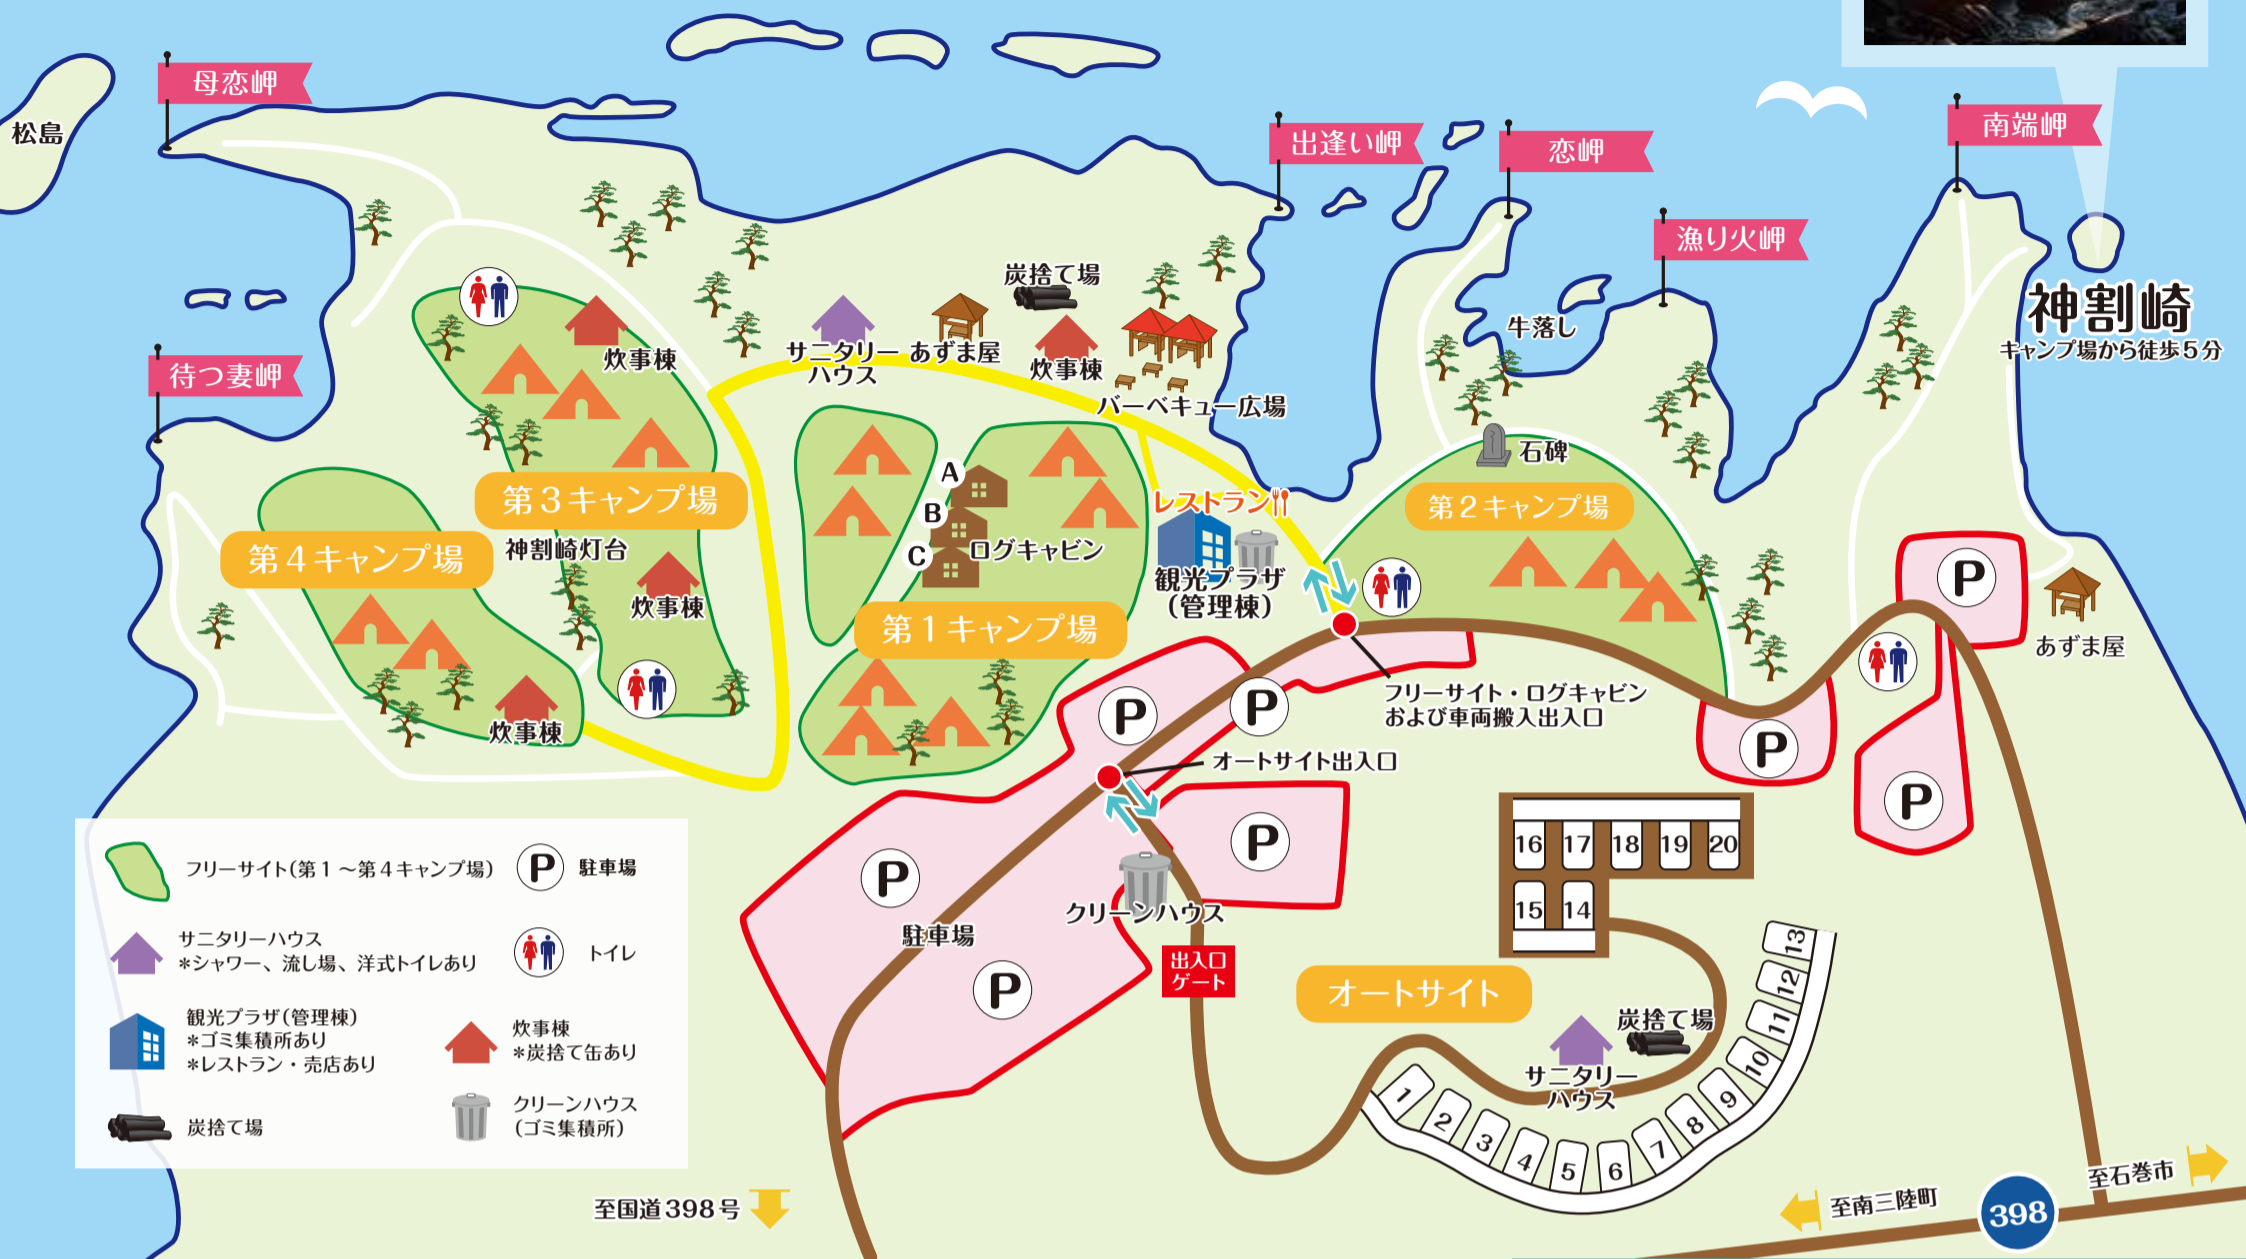 母恋岬
松島
出逢い岬
恋岬
南端岬
漁り火岬
神割崎
キャンプ場から徒歩5分
牛落し
待つ妻岬
炭捨て場
炊事棟
サニタリー
ハウス
あずま屋
炊事棟
バーベキュー広場
第3キャンプ場
神割崎灯台
炊事棟
第4キャンプ場
炊事棟
A
B
C
ログキャビン
第1キャンプ場
レストラン
観光プラザ
(管理棟)
石碑
第2キャンプ場
P
あずま屋
フリーサイト・ログキャビン
および車両搬入出入口
P
P
P
P
オートサイト出入口
P
P
クリーンハウス
駐車場
P
出入口
ゲート
オートサイト
16
17
18
19
20
15
14
13
12
11
10
9
8
7
6
5
4
3
2
1
炭捨て場
サニタリー
ハウス
フリーサイト(第1～第4キャンプ場)
P
駐車場
サニタリーハウス
*シャワー、流し場、洋式トイレあり
トイレ
観光プラザ(管理棟)
*ゴミ集積所あり
*レストラン・売店あり
炊事棟
*炭捨て缶あり
炭捨て場
クリーンハウス
(ゴミ集積所)
至国道398号
至南三陸町
398
至石巻市